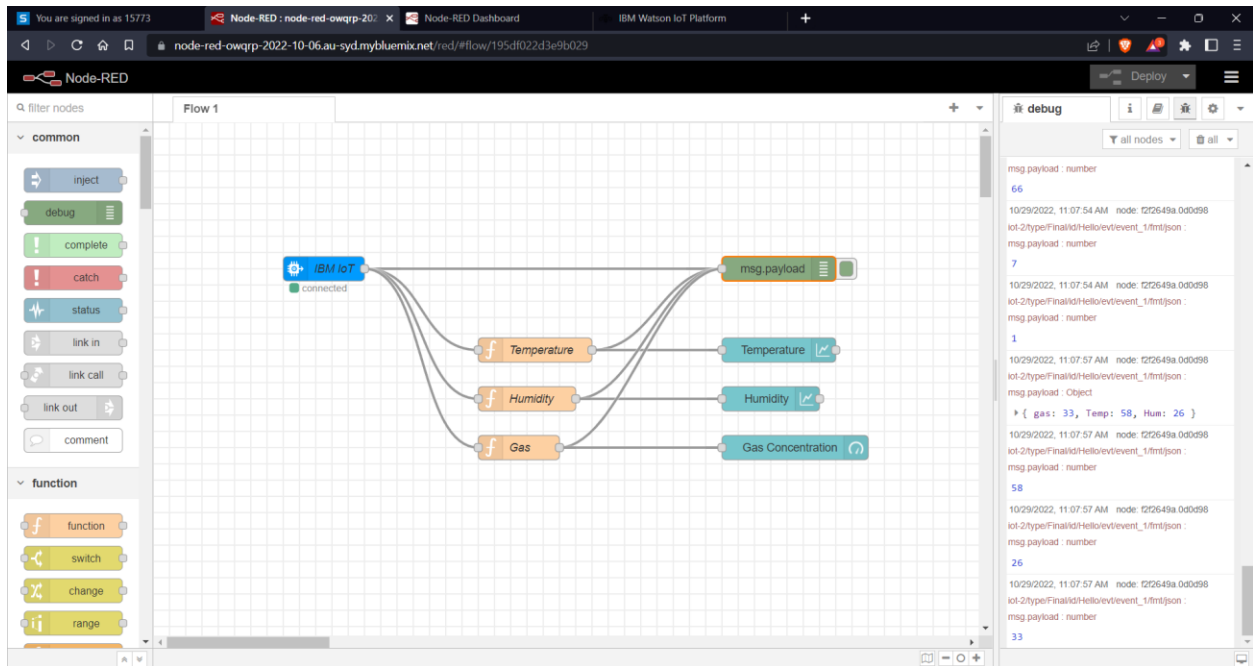 You are signed in as 15773
Node-RED : node-red-owqrp-202
Node-RED Dashboard
IBM Watson IoT Platform
node-red-owqrp-2022-10-06.au-syd.mybluemix.net/red/#flow/195df022d3e9b029
Node-RED
Deploy
filter nodes
common
inject
debug
complete
catch
status
link in
link call
link out
comment
function
function
switch
change
range
Flow 1
IBM IoT
connected
msg.payload
Temperature
Temperature
Humidity
Humidity
Gas
Gas Concentration
debug
all nodes
all
msg.payload : number
66
10/29/2022, 11:07:54 AM node: f2f2649a.0d0d98
iot-2/type/Final/id/Hello/evt/event_1/fmt/json :
msg.payload : number
7
10/29/2022, 11:07:54 AM node: f2f2649a.0d0d98
iot-2/type/Final/id/Hello/evt/event_1/fmt/json :
msg.payload : number
1
10/29/2022, 11:07:57 AM node: f2f2649a.0d0d98
iot-2/type/Final/id/Hello/evt/event_1/fmt/json :
msg.payload : Object
{ gas: 33, Temp: 58, Hum: 26 }
10/29/2022, 11:07:57 AM node: f2f2649a.0d0d98
iot-2/type/Final/id/Hello/evt/event_1/fmt/json :
msg.payload : number
58
10/29/2022, 11:07:57 AM node: f2f2649a.0d0d98
iot-2/type/Final/id/Hello/evt/event_1/fmt/json :
msg.payload : number
26
10/29/2022, 11:07:57 AM node: f2f2649a.0d0d98
iot-2/type/Final/id/Hello/evt/event_1/fmt/json :
msg.payload : number
33